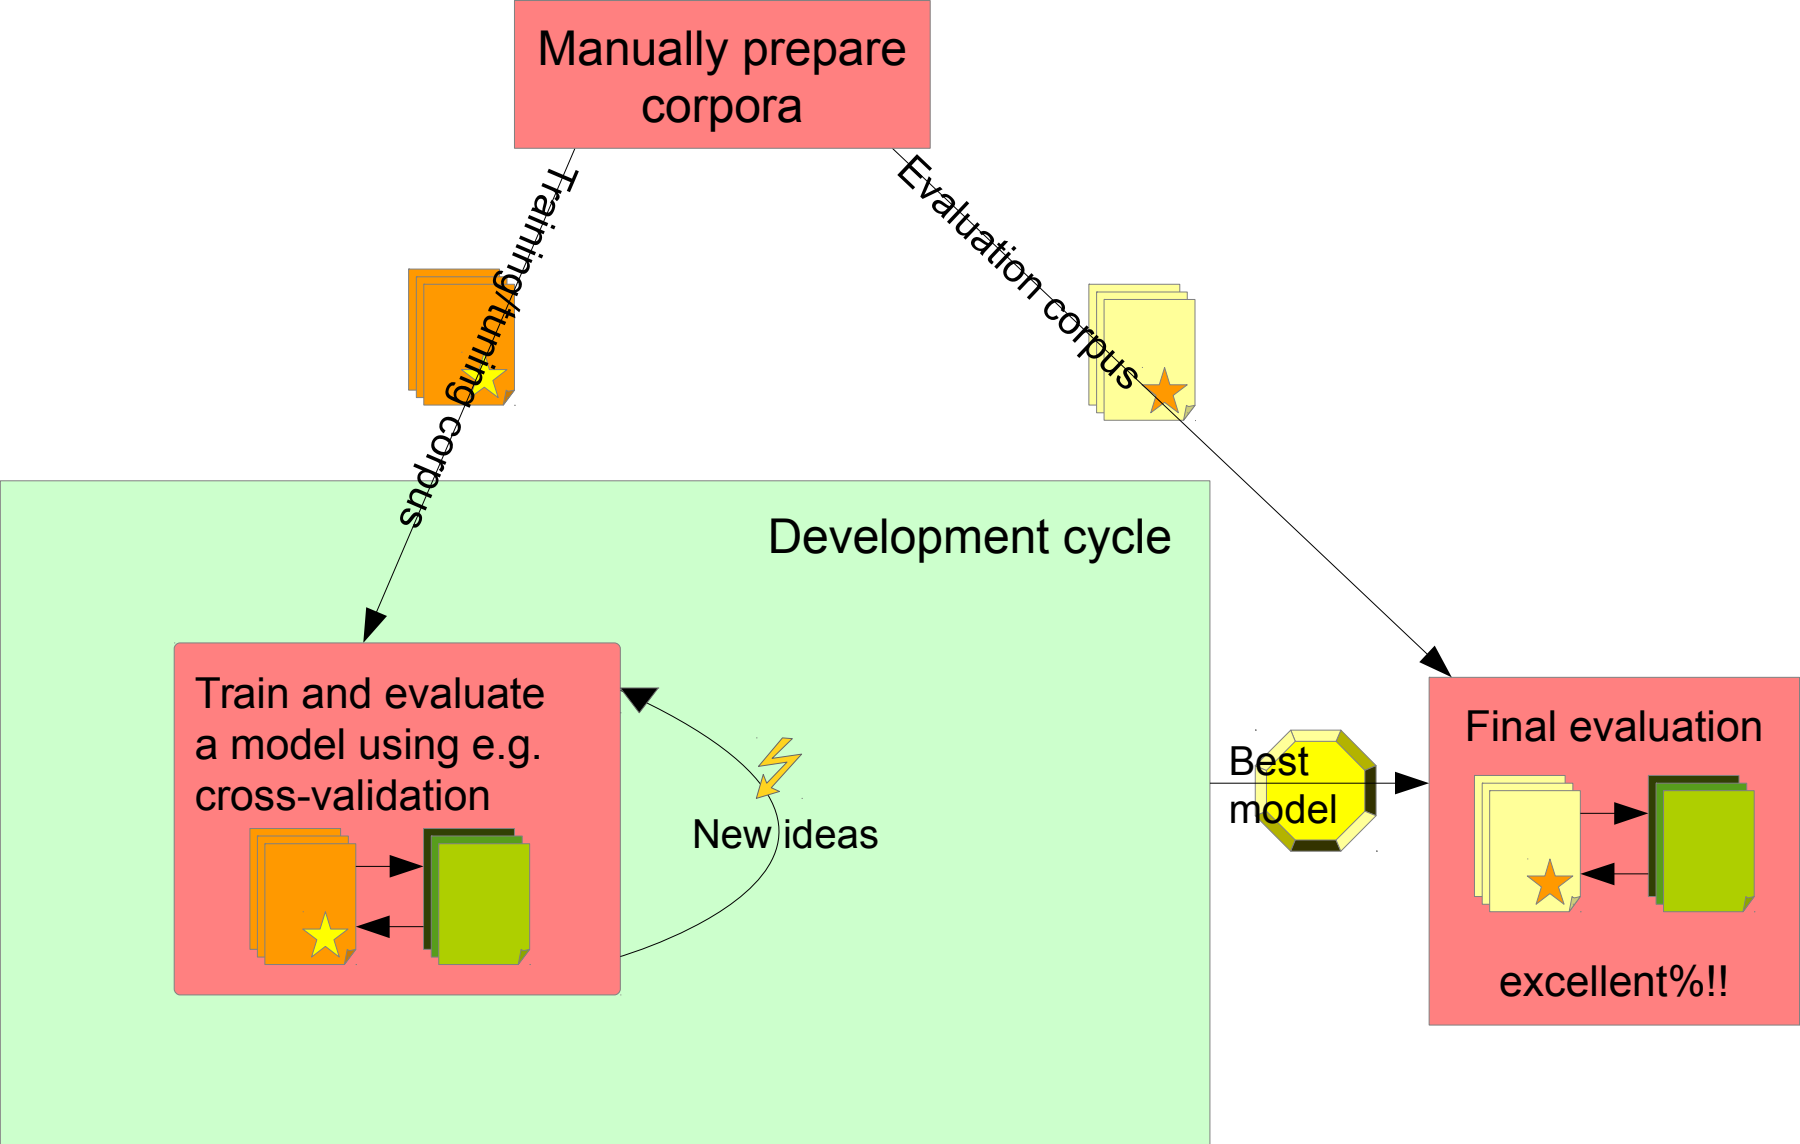 Manually prepare
corpora
Training/tuning corpus
Evaluation corpus
Development cycle
Train and evaluate
a model using e.g.
cross-validation
New ideas
Best
model
Final evaluation
excellent%!!